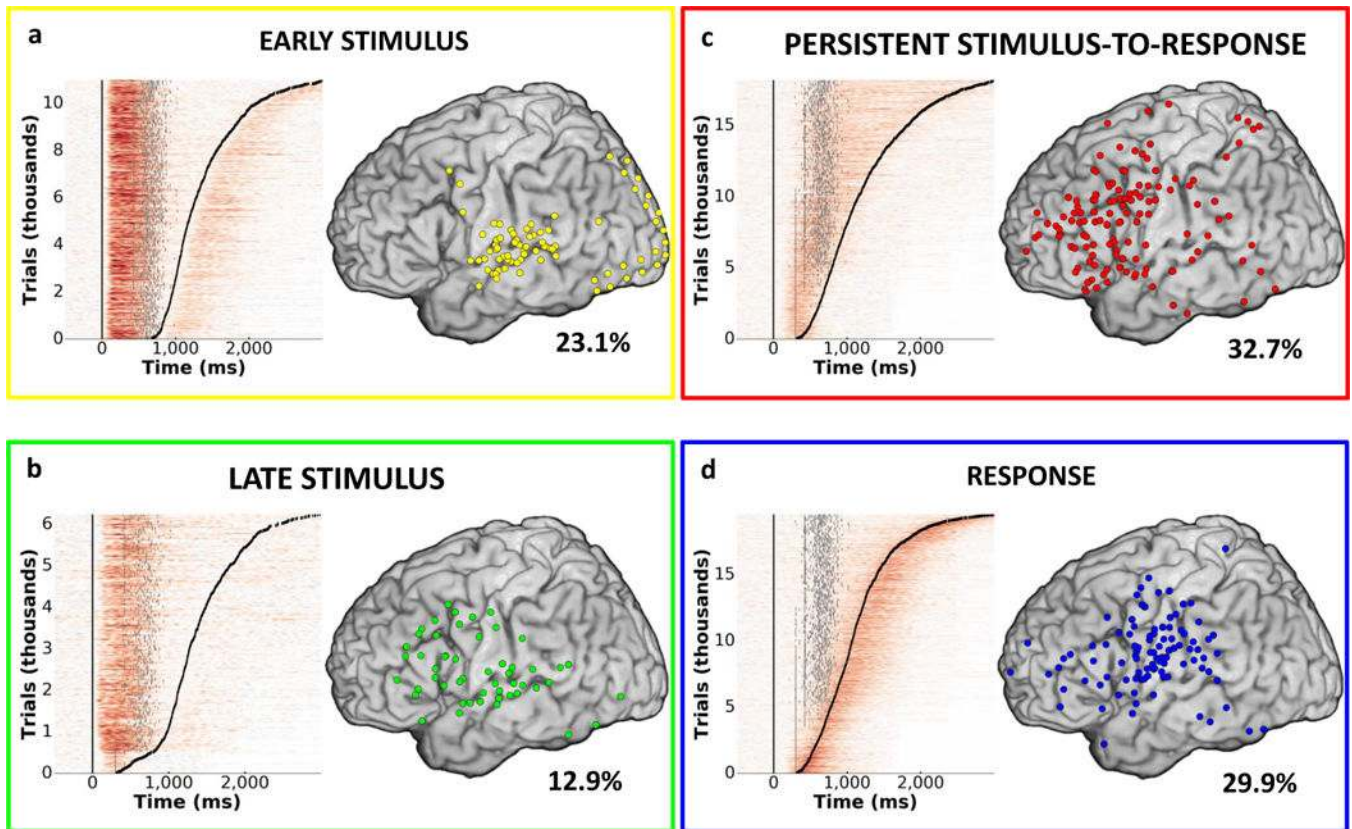 a
EARLY STIMULUS
Trials (thousands)
10
8
6
4
2
0
0 1,000 2,000
Time (ms)
23.1%
c
PERSISTENT STIMULUS-TO-RESPONSE
Trials (thousands)
15
10
5
0
0 1,000 2,000
Time (ms)
32.7%
b
LATE STIMULUS
Trials (thousands)
6
5
4
3
2
1
0
0 1,000 2,000
Time (ms)
12.9%
d
RESPONSE
Trials (thousands)
15
10
5
0
0 1,000 2,000
Time (ms)
29.9%